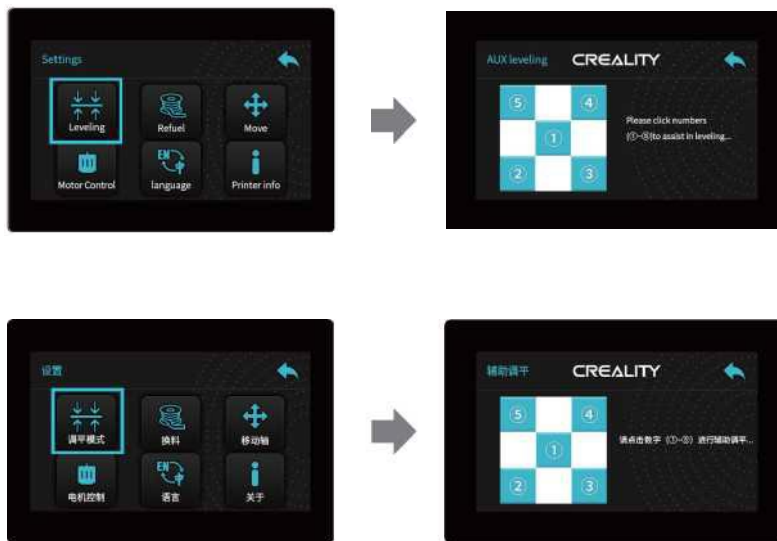 Settings
Leveling
Refuel
Move
EN
Motor Control
language
Printer info
AUX leveling
CREALITY
⑤
④
①
②
③
Please click numbers
(①~⑤)to assist in leveling...
设置
调平模式
换料
移动轴
EN
电机控制
语言
关于
辅助调平
CREALITY
⑤
④
①
②
③
请点击数字 (①~⑤) 进行辅助调平...